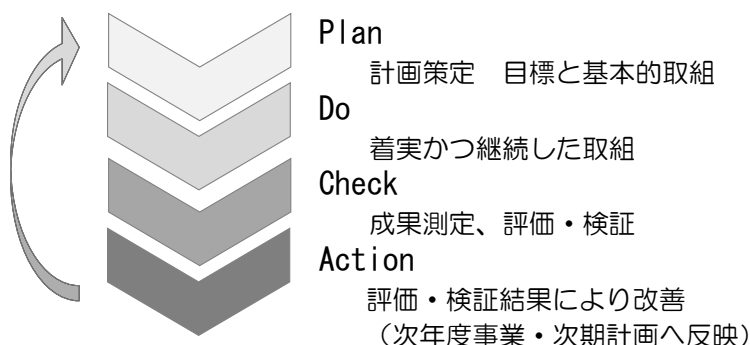 Plan
計画策定　目標と基本的取組
Do
着実かつ継続した取組
Check
成果測定、評価・検証
Action
評価・検証結果により改善
（次年度事業・次期計画へ反映）